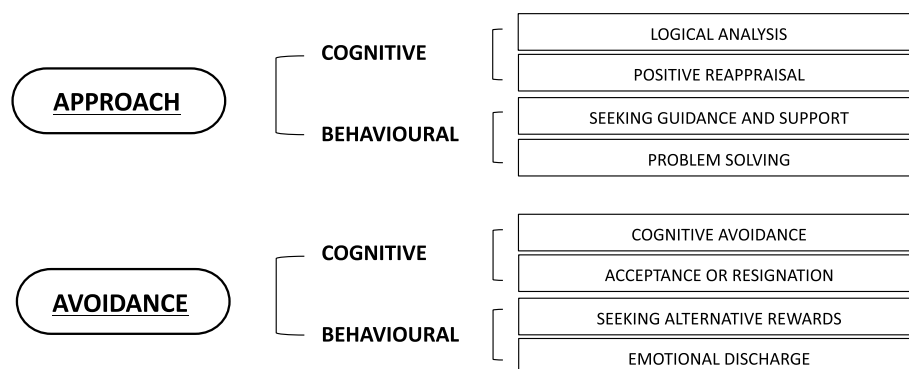 APPROACH
COGNITIVE
LOGICAL ANALYSIS
POSITIVE REAPPRAISAL
BEHAVIOURAL
SEEKING GUIDANCE AND SUPPORT
PROBLEM SOLVING
AVOIDANCE
COGNITIVE
COGNITIVE AVOIDANCE
ACCEPTANCE OR RESIGNATION
BEHAVIOURAL
SEEKING ALTERNATIVE REWARDS
EMOTIONAL DISCHARGE